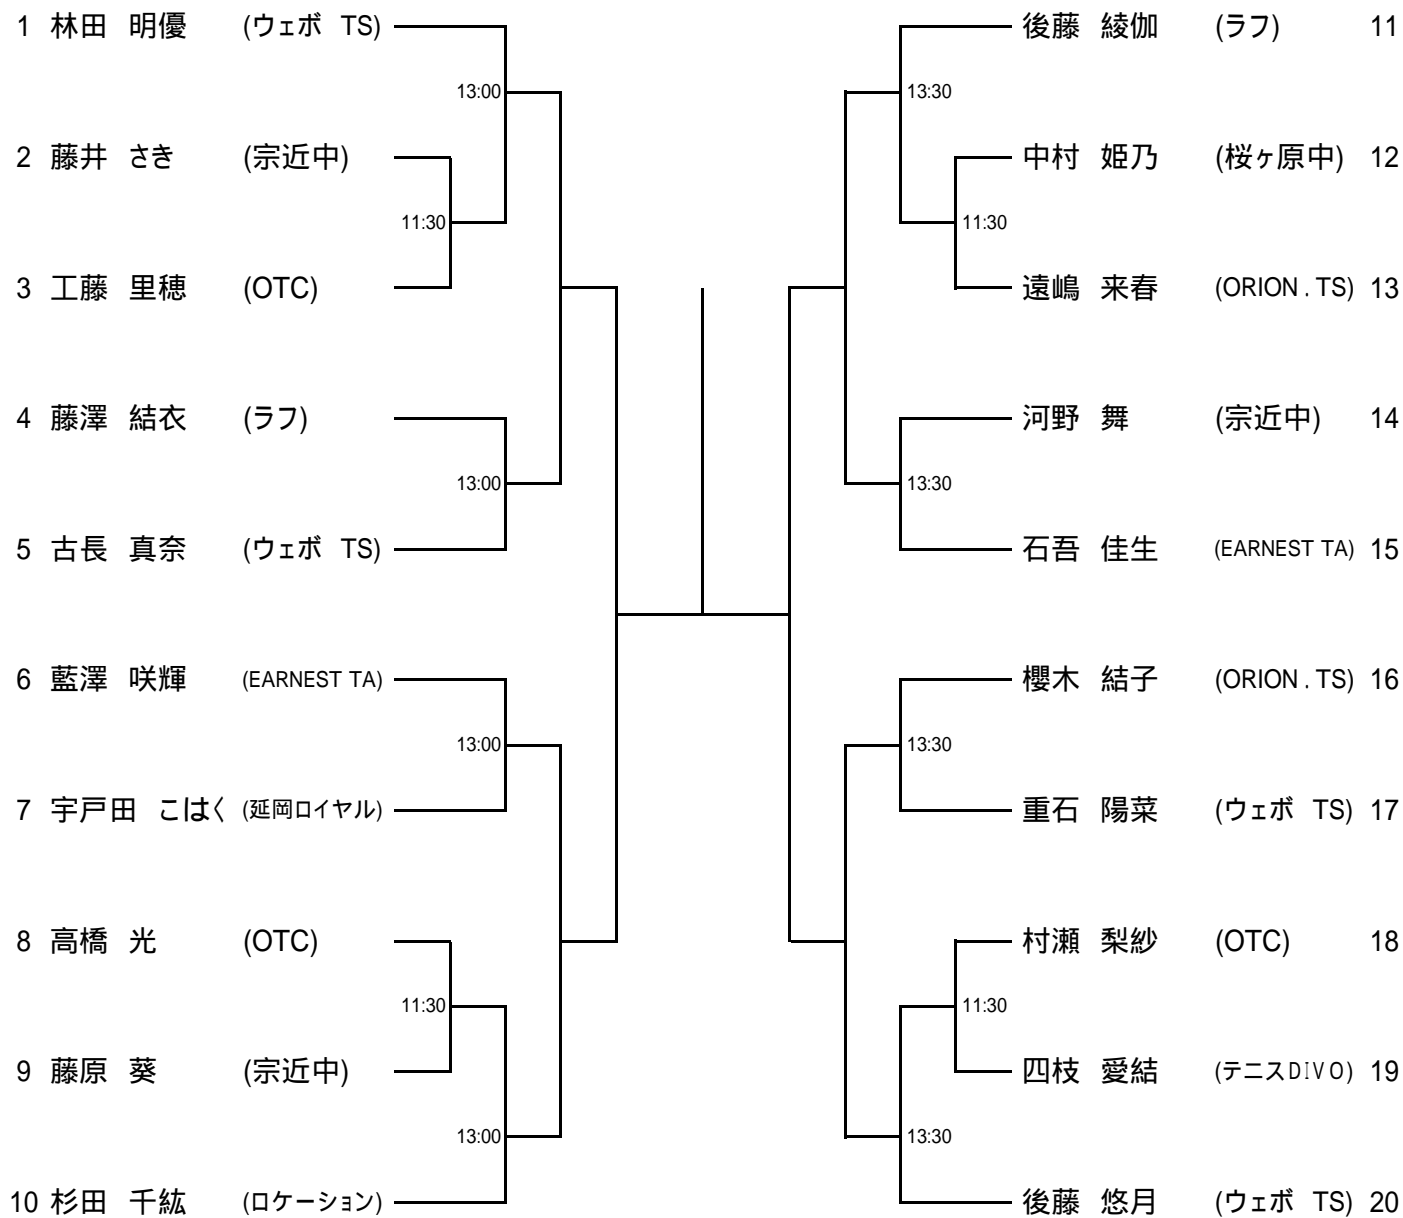 1 林田 明優 (ウェボ TS)
13:00
2 藤井 さき (宗近中)
11:30
3 工藤 里穂 (OTC)
4 藤澤 結衣 (ラフ)
13:00
5 古長 真奈 (ウェボ TS)
6 藍澤 咲輝 (EARNEST TA)
13:00
7 宇戸田 こはく (延岡ロイヤル)
8 高橋 光 (OTC)
11:30
9 藤原 葵 (宗近中)
13:00
10 杉田 千紘 (ロケーション)
後藤 綾伽 (ラフ) 11
13:30
中村 姫乃 (桜ヶ原中) 12
11:30
遠嶋 来春 (ORION . TS) 13
河野 舞 (宗近中) 14
13:30
石吾 佳生 (EARNEST TA) 15
櫻木 結子 (ORION . TS) 16
13:30
重石 陽菜 (ウェボ TS) 17
村瀬 梨紗 (OTC) 18
11:30
四枝 愛結 (テニスDIVO) 19
13:30
後藤 悠月 (ウェボ TS) 20